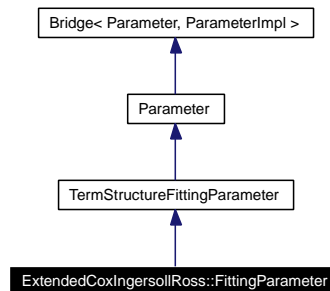 Bridge< Parameter, ParameterImpl >
Parameter
TermStructureFittingParameter
ExtendedCoxIngersollRoss::FittingParameter